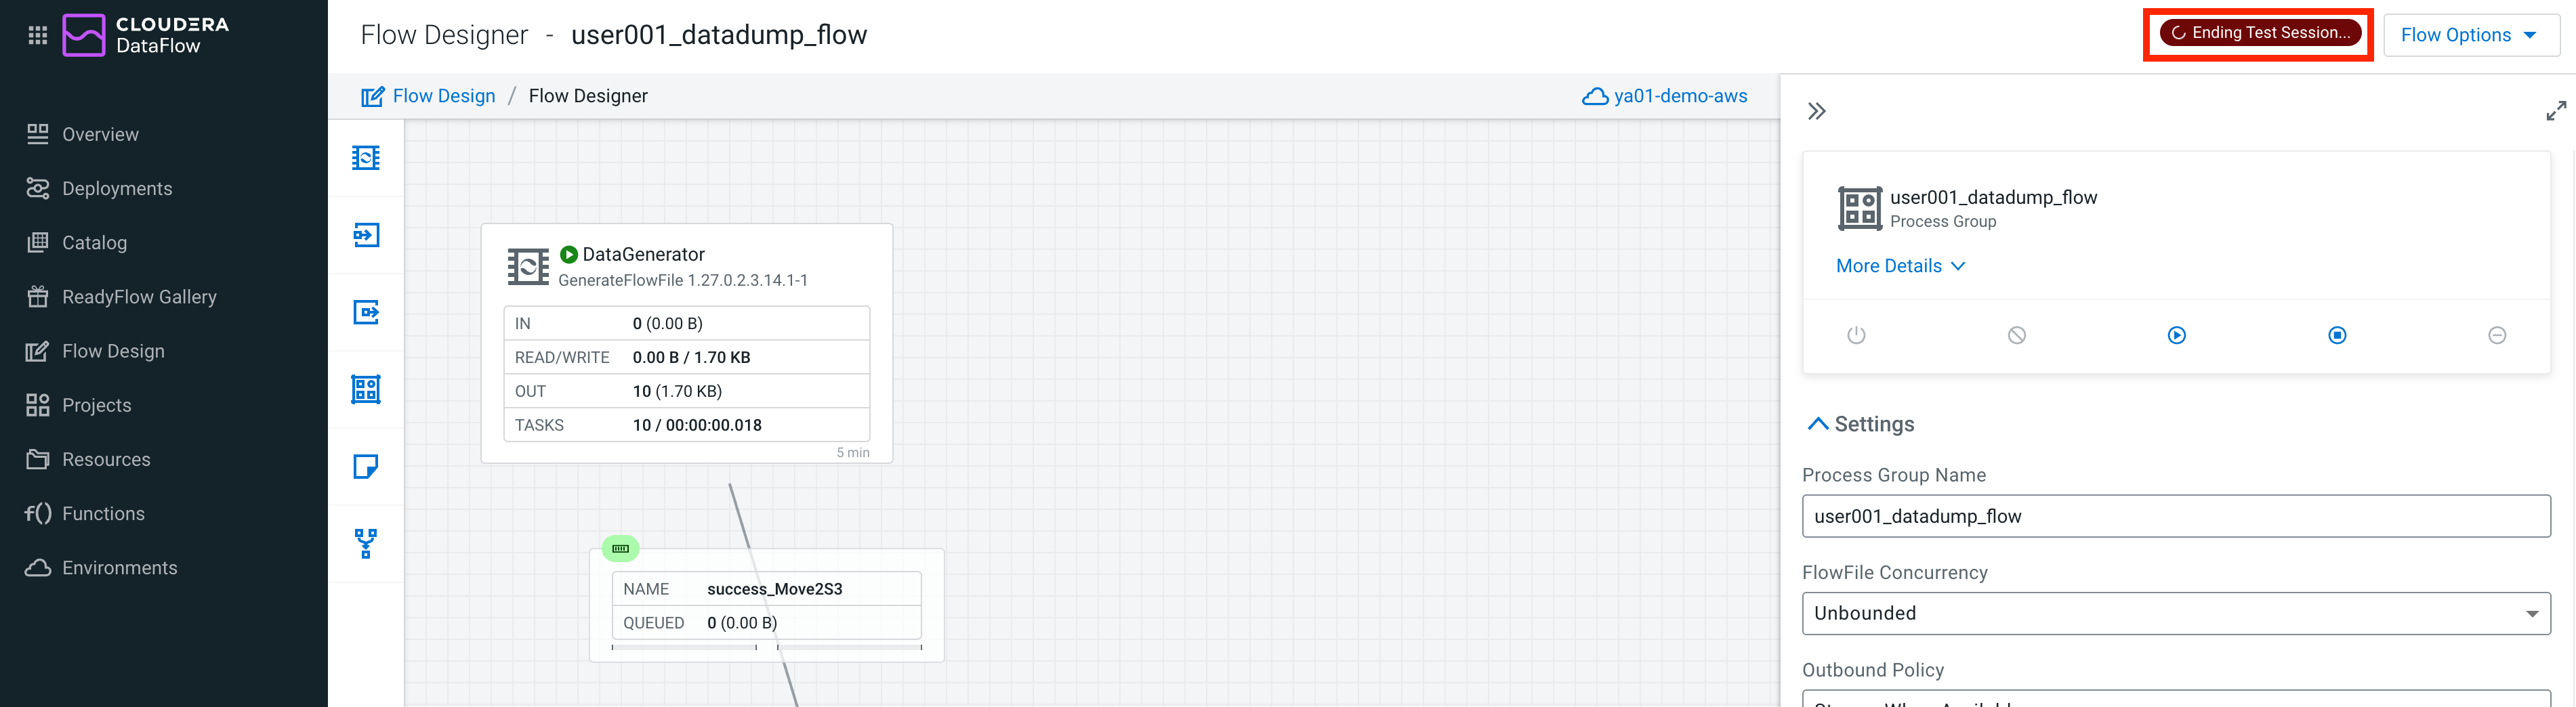 CLOUDERA
DataFlow
Overview
Deployments
Catalog
ReadyFlow Gallery
Flow Design
Projects
Resources
f() Functions
Environments
Flow Designer - user001_datadump_flow
Ending Test Session...
Flow Options
Flow Design / Flow Designer
ya01-demo-aws
DataGenerator
GenerateFlowFile 1.27.0.2.3.14.1-1
IN 0 (0.00 B)
READ/WRITE 0.00 B / 1.70 KB
OUT 10 (1.70 KB)
TASKS 10 / 00:00:00.018
5 min
NAME success_Move2S3
QUEUED 0 (0.00 B)
user001_datadump_flow
Process Group
More Details
Settings
Process Group Name
user001_datadump_flow
FlowFile Concurrency
Unbounded
Outbound Policy